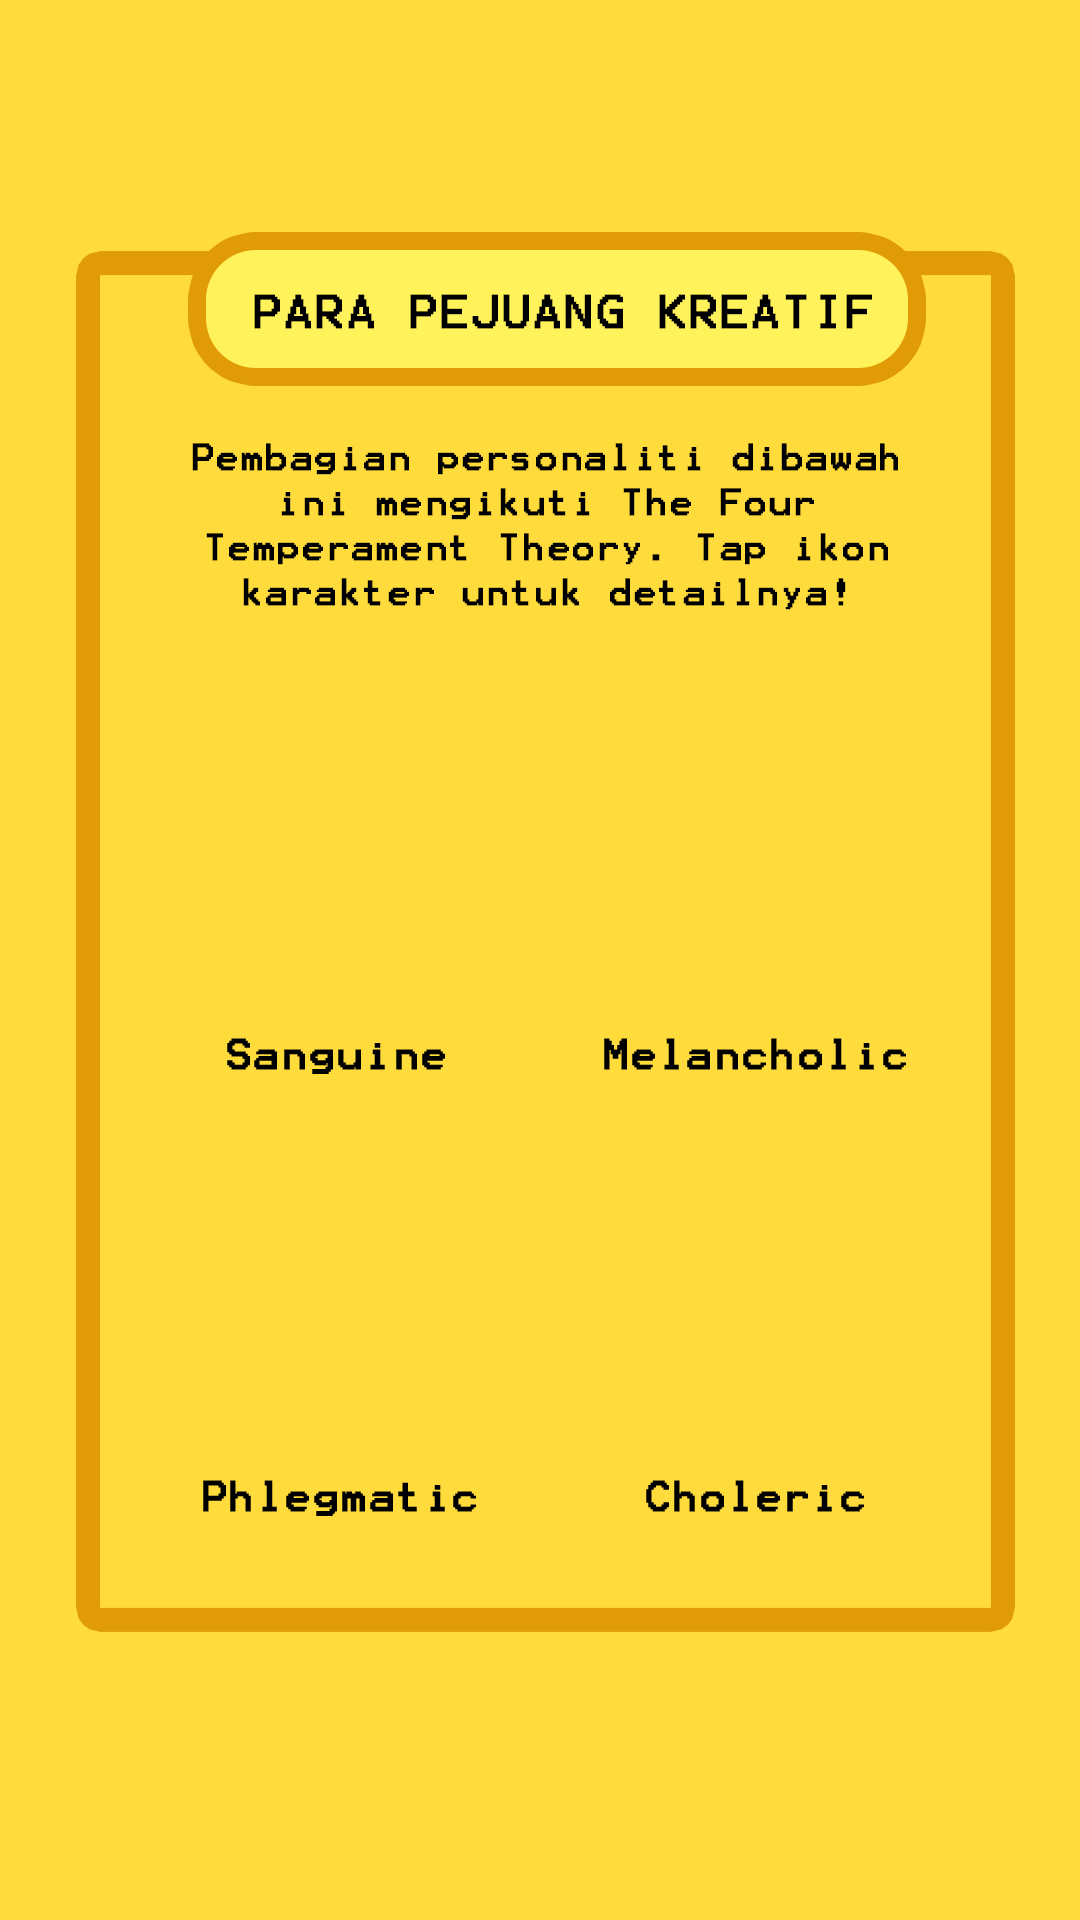 PARA PEJUANG KREATIF
Pembagian personaliti dibawah
ini mengikuti The Four
Temperament Theory. Tap ikon
karakter untuk detailnya!
Sanguine Melancholic
Phlegmatic Choleric